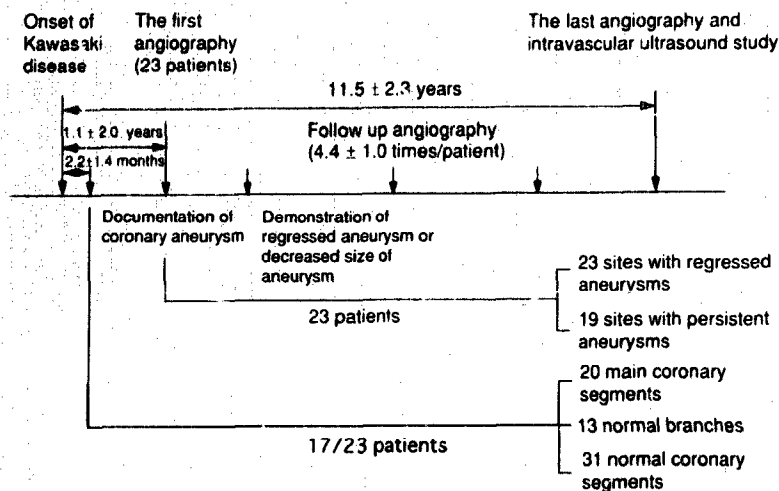 Onset of
Kawasaki
disease
The first
angiography
(23 patients)
The last angiography and
intravascular ultrasound study
11.5 ± 2.3 years
1.1 ± 2.0 years
2.2±1.4 months
Follow up angiography
(4.4 ± 1.0 times/patient)
Documentation of
coronary aneurysm
Demonstration of
regressed aneurysm or
decreased size of
aneurysm
23 patients
23 sites with regressed
aneurysms
19 sites with persistent
aneurysms
17/23 patients
20 main coronary
segments
13 normal branches
31 normal coronary
segments